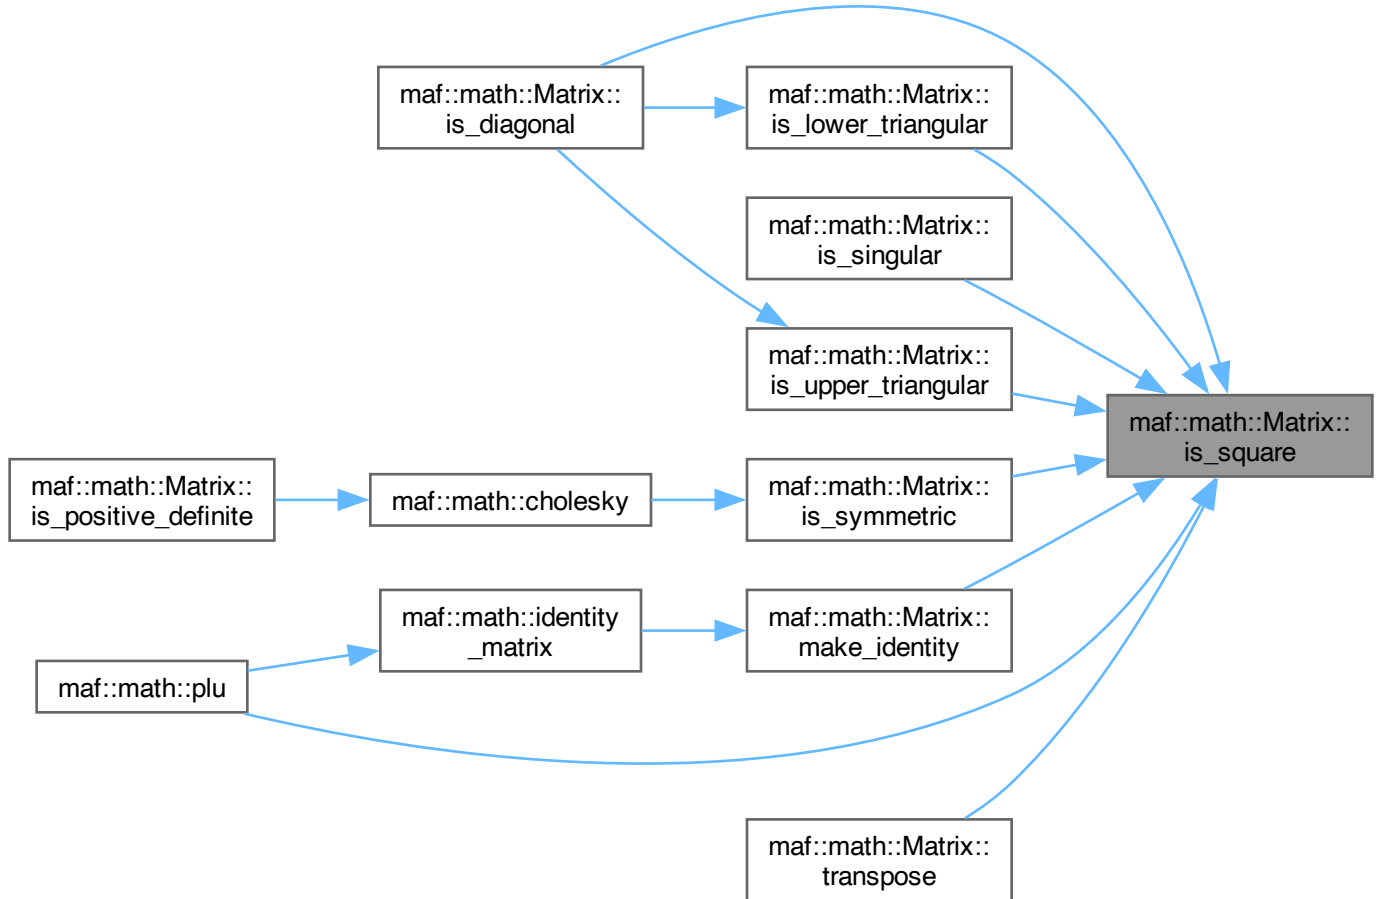 maf::math::Matrix::
is_diagonal
maf::math::Matrix::
is_lower_triangular
maf::math::Matrix::
is_singular
maf::math::Matrix::
is_upper_triangular
maf::math::Matrix::
is_square
maf::math::Matrix::
is_positive_definite
maf::math::cholesky
maf::math::Matrix::
is_symmetric
maf::math::identity
_matrix
maf::math::Matrix::
make_identity
maf::math::plu
maf::math::Matrix::
transpose